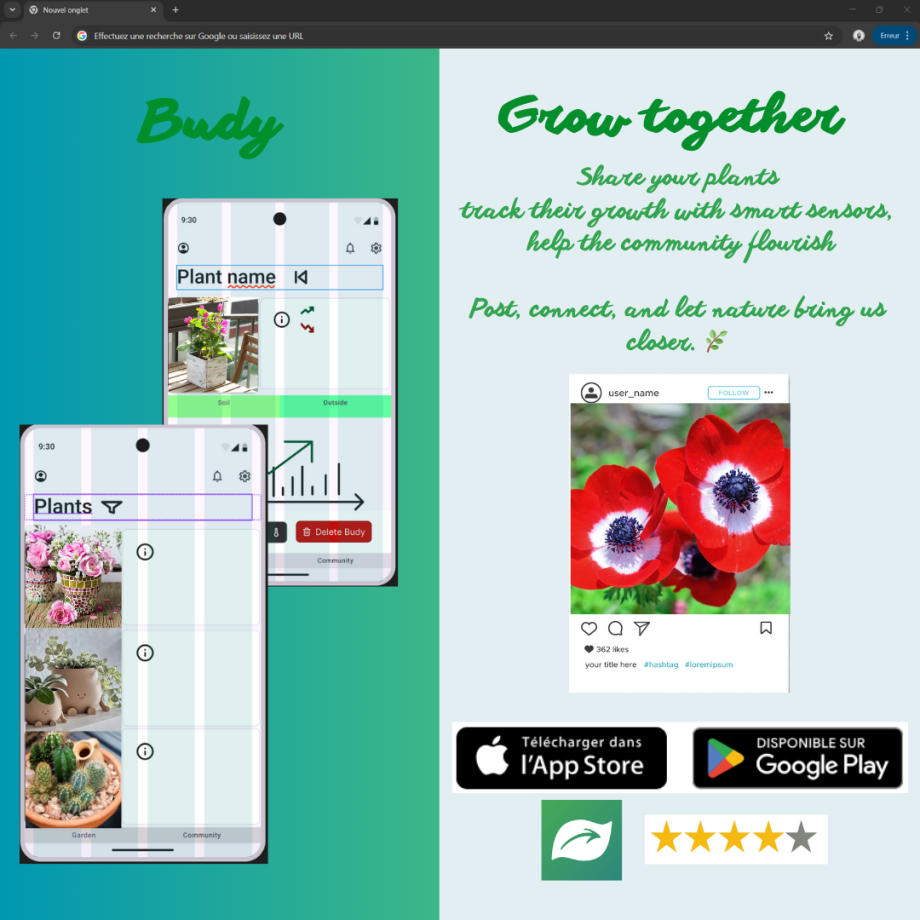 Nouvel onglet
Effectuez une recherche sur Google ou saisissez une URL
Erreur
Budy
9:30
Plant name
Soil
Outside
Delete Budy
Community
9:30
Plants
Garden
Community
Grow together
Share your plants
track their growth with smart sensors,
help the community flourish
Post, connect, and let nature bring us
closer. 🌿
user_name
FOLLOW
362 likes
your title here #hashtag #loremipsum
Télécharger dans
l'App Store
DISPONIBLE SUR
Google Play